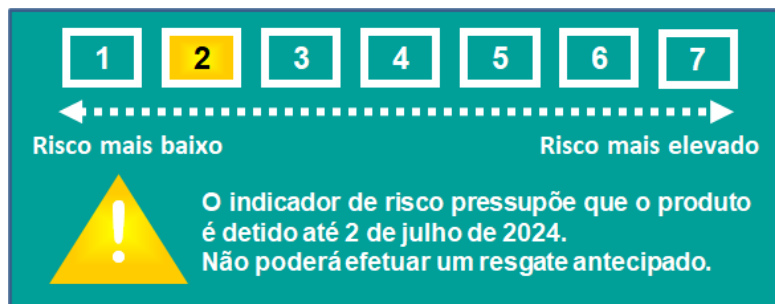 1 2 3 4 5 6 7
Risco mais baixo Risco mais elevado
!
O indicador de risco pressupõe que o produto
é detido até 2 de julho de 2024.
Não poderá efetuar um resgate antecipado.